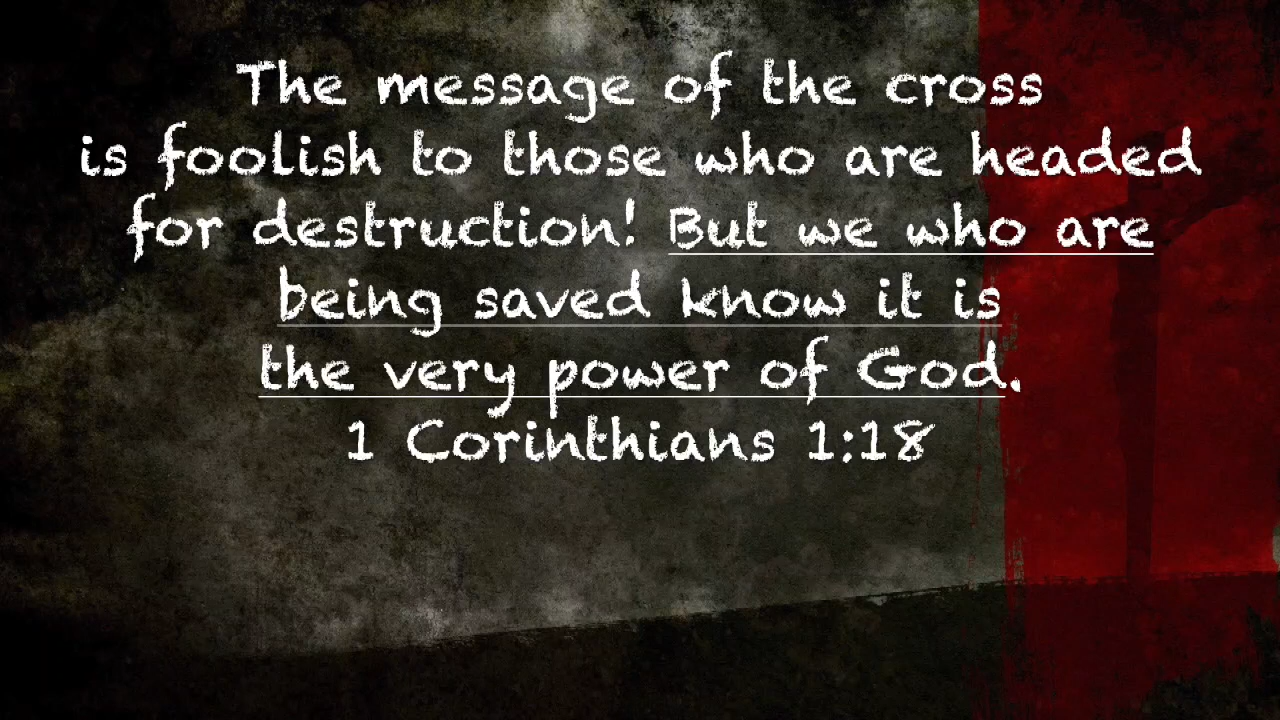 The message of the cross
is foolish to those who are headed
for destruction! But we who are
being saved know it is
the very power of God.
1 Corinthians 1:18